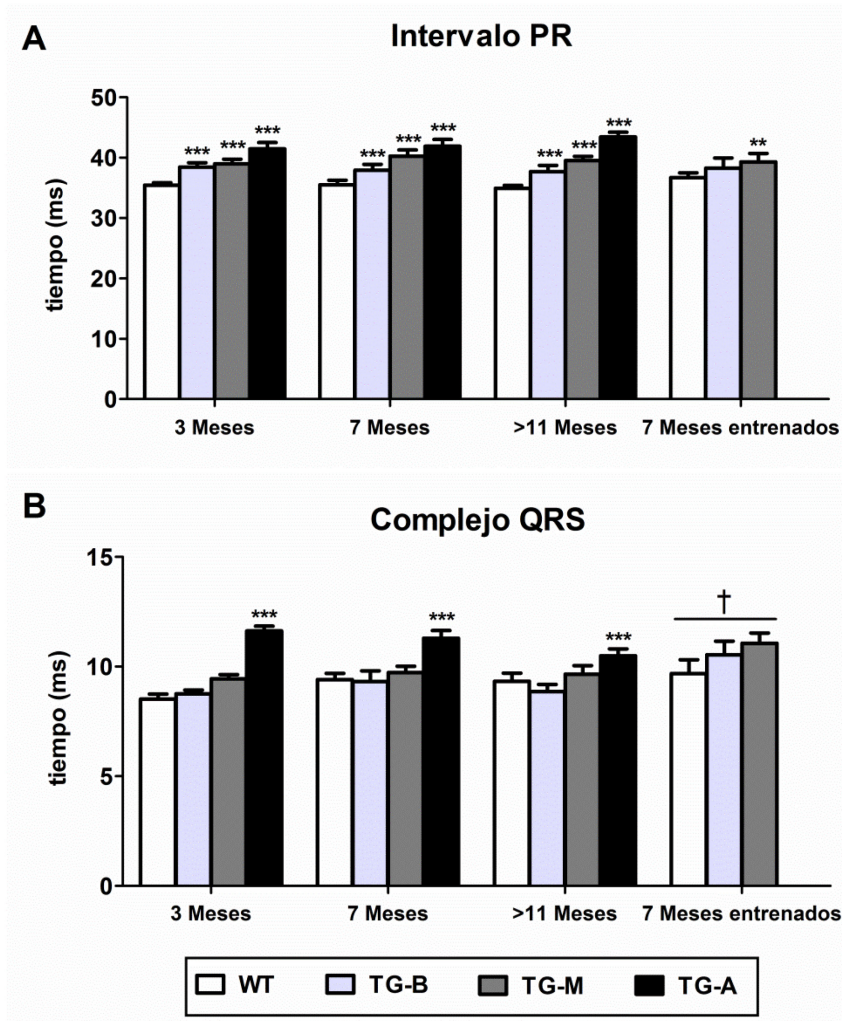 A
Intervalo PR
50
40
30
20
10
0
tiempo (ms)
*** *** ***
*** *** ***
*** *** ***
**
3 Meses 7 Meses >11 Meses 7 Meses entrenados
B
Complejo QRS
15
10
5
0
tiempo (ms)
***
***
***
†
3 Meses 7 Meses >11 Meses 7 Meses entrenados
WT TG-B TG-M TG-A